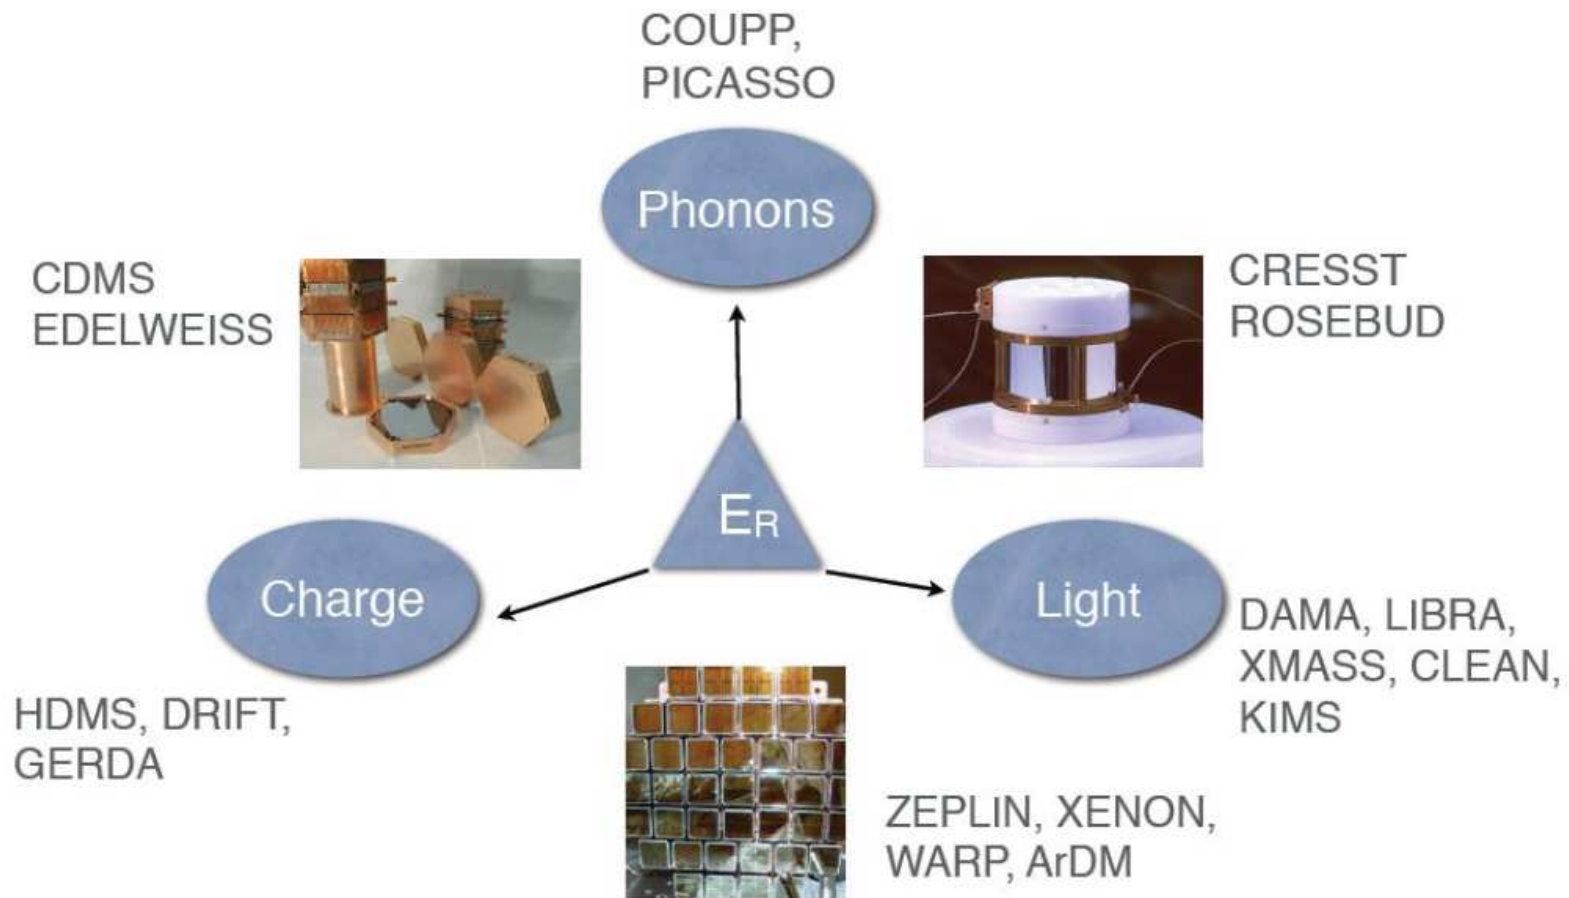 COUPP,
PICASSO
Phonons
CDMS
EDELWEISS
CRESST
ROSEBUD
ER
Charge
Light
HDMS, DRIFT,
GERDA
DAMA, LIBRA,
XMASS, CLEAN,
KIMS
ZEPLIN, XENON,
WARP, ArDM